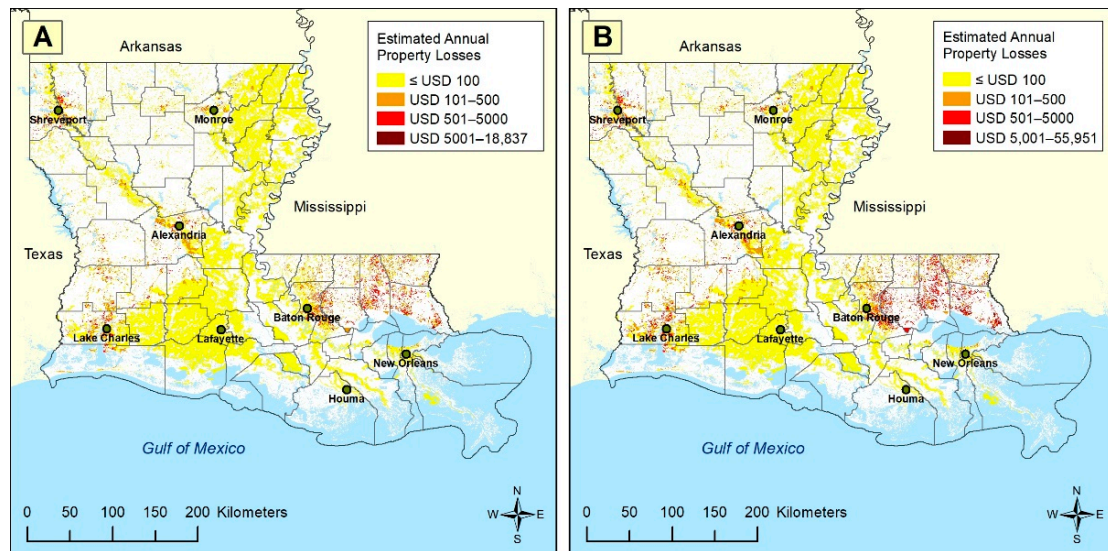 A
Arkansas
Estimated Annual
Property Losses
≤ USD 100
USD 101–500
USD 501–5000
USD 5001–18,837
Shreveport
Monroe
Mississippi
Alexandria
Texas
Baton Rouge
Lake Charles
Lafayette
New Orleans
Houma
Gulf of Mexico
0 50 100 200 Kilometers
N
W E
S
B
Arkansas
Estimated Annual
Property Losses
≤ USD 100
USD 101–500
USD 501–5000
USD 5,001–55,951
Shreveport
Monroe
Mississippi
Alexandria
Texas
Baton Rouge
Lake Charles
Lafayette
New Orleans
Houma
Gulf of Mexico
0 50 100 200 Kilometers
N
W E
S